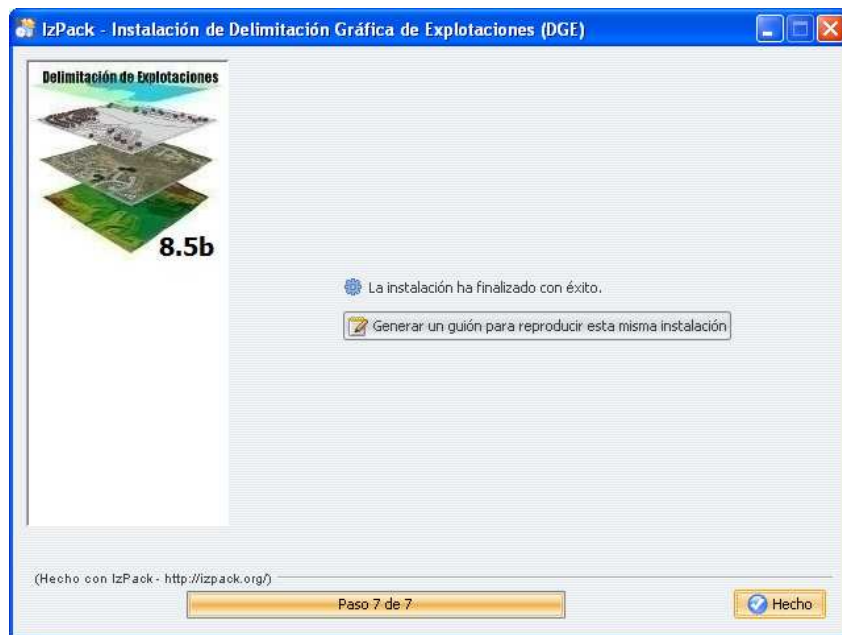 IzPack - Instalación de Delimitación Gráfica de Explotaciones (DGE)
Delimitación de Explotaciones
8.5b
La instalación ha finalizado con éxito.
Generar un guión para reproducir esta misma instalación
(Hecho con IzPack - http://izpack.org/)
Paso 7 de 7
Hecho